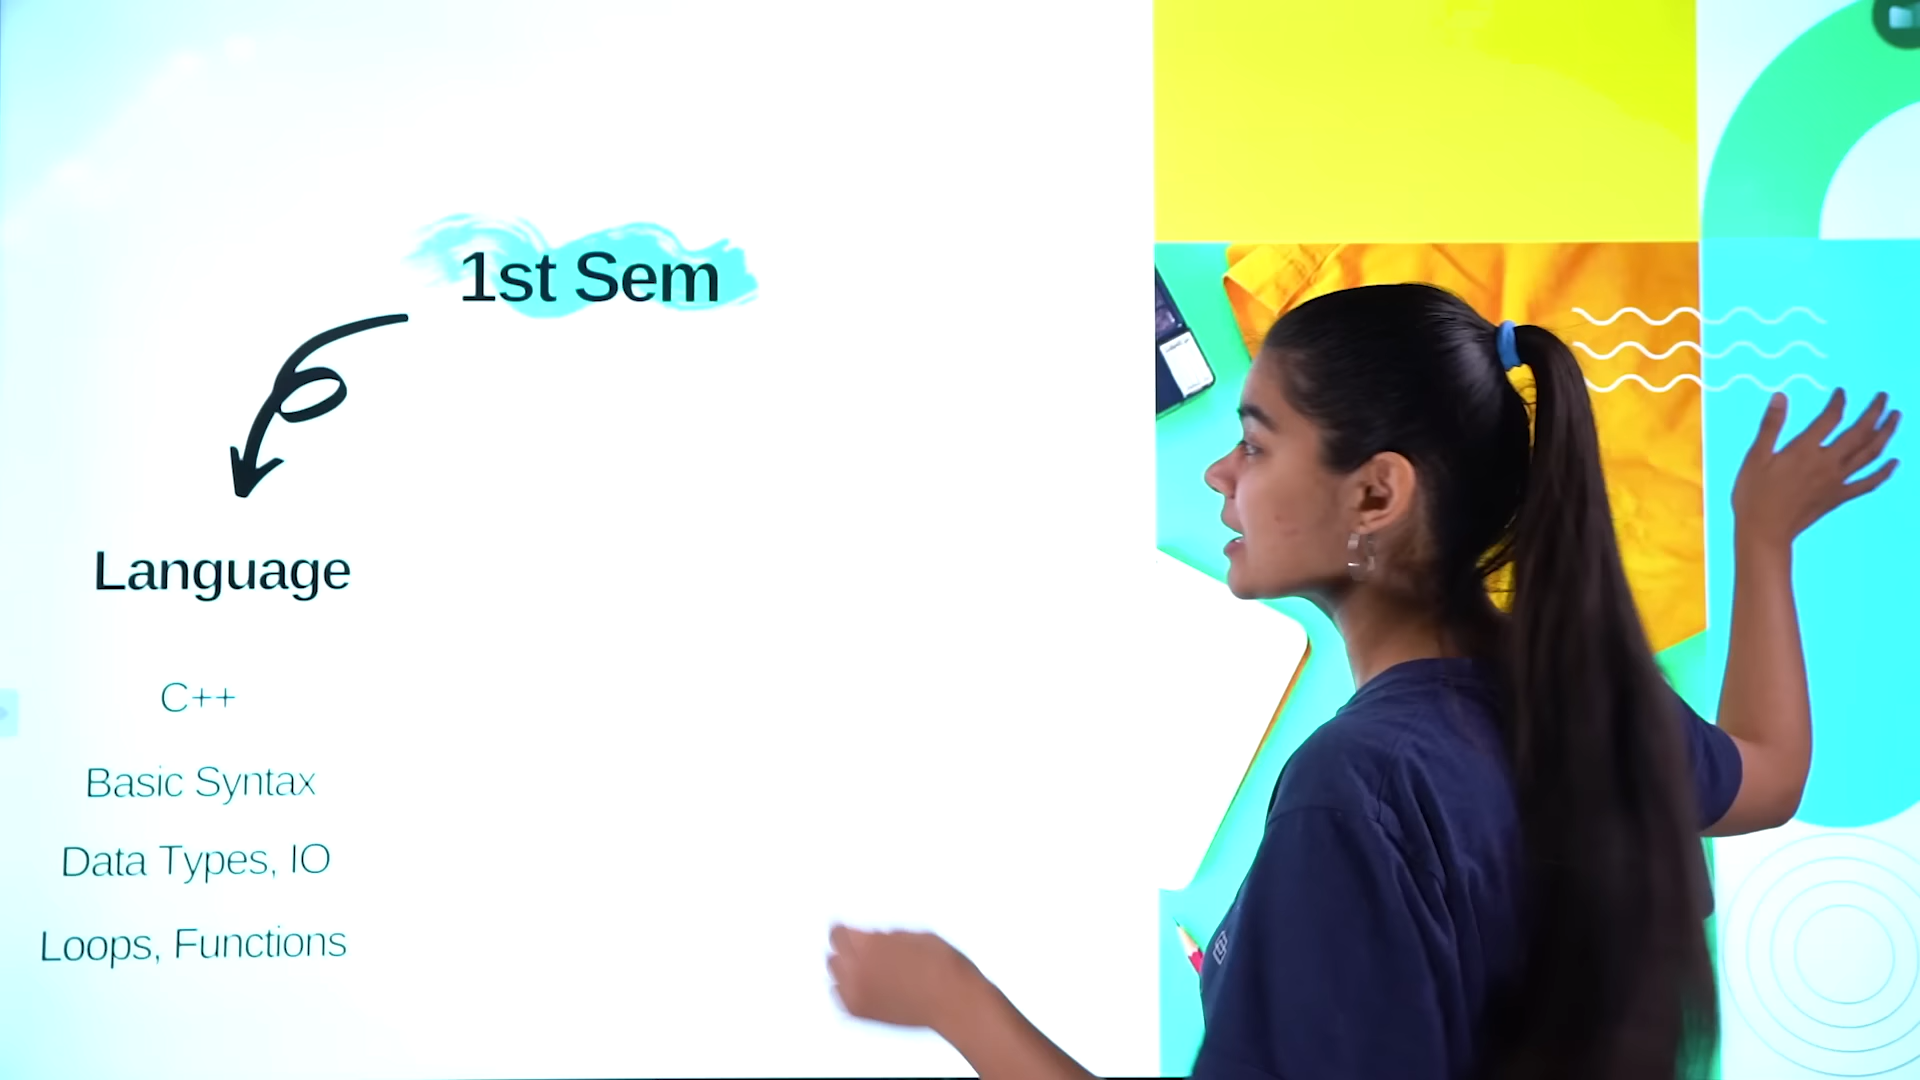 1st Sem
Language
C++
Basic Syntax
Data Types, IO
Loops, Functions